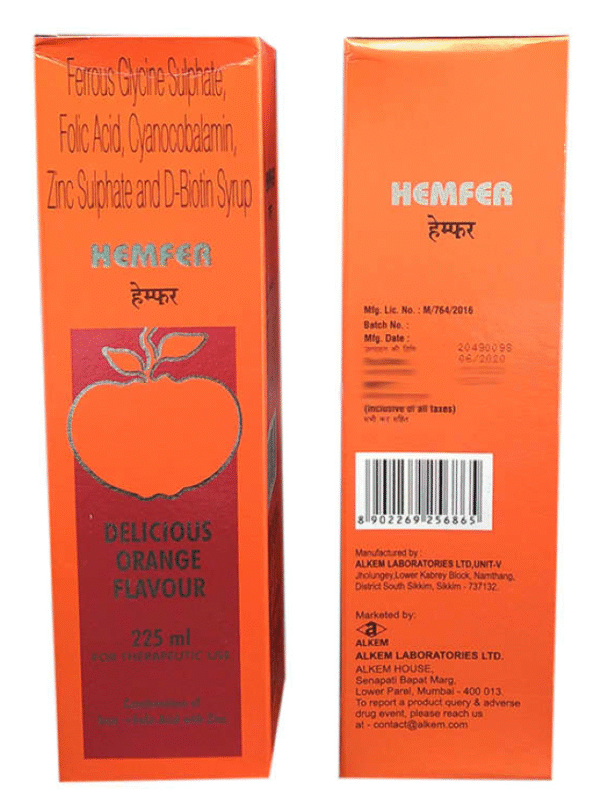 Ferrous Glycine Sulphate,
Folic Acid, Cyanocobalamin,
Zinc Sulphate and D-Biotin Syrup
HEMFER
हेम्फर
DELICIOUS
ORANGE
FLAVOUR
225 ml
FOR THERAPEUTIC USE
HEMFER
हेम्फर
Mfg. Lic. No. : M/764/2016
Batch No. :
Mfg. Date :
20490098
06/2020
(inclusive of all taxes)
सभी कर सहित
8 902269 256865
Manufactured by :
ALKEM LABORATORIES LTD,UNIT-V
Jholungey,Lower Kabrey Block, Namthang,
District South Sikkim, Sikkim - 737132.
Marketed by:
a
ALKEM
ALKEM LABORATORIES LTD.
ALKEM HOUSE,
Senapati Bapat Marg,
Lower Parel, Mumbai - 400 013.
To report a product query & adverse
drug event, please reach us
at - contact@alkem.com